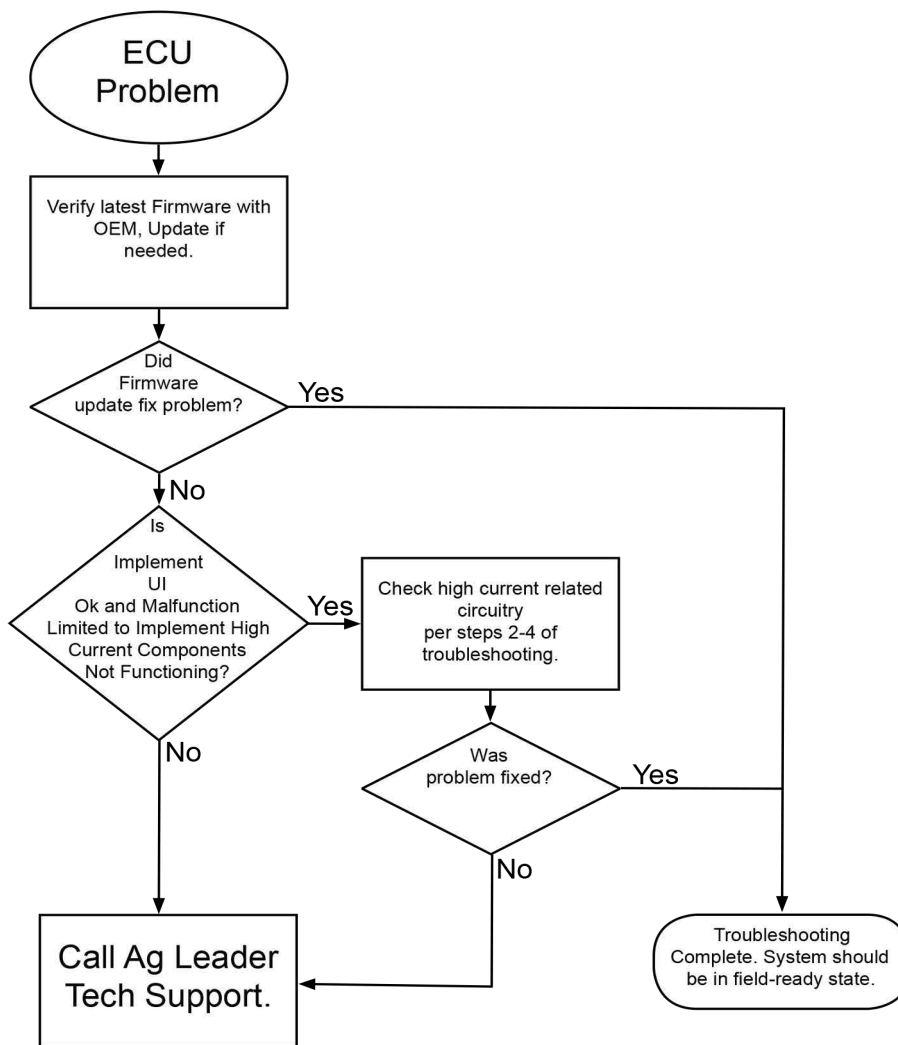 ECU
Problem
Verify latest Firmware with
OEM, Update if
needed.
Did
Firmware
update fix problem?
Yes
No
Is
Implement
UI
Ok and Malfunction
Limited to Implement High
Current Components
Not Functioning?
Yes
Check high current related
circuitry
per steps 2-4 of
troubleshooting.
No
Was
problem fixed?
Yes
No
Call Ag Leader
Tech Support.
Troubleshooting
Complete. System should
be in field-ready state.